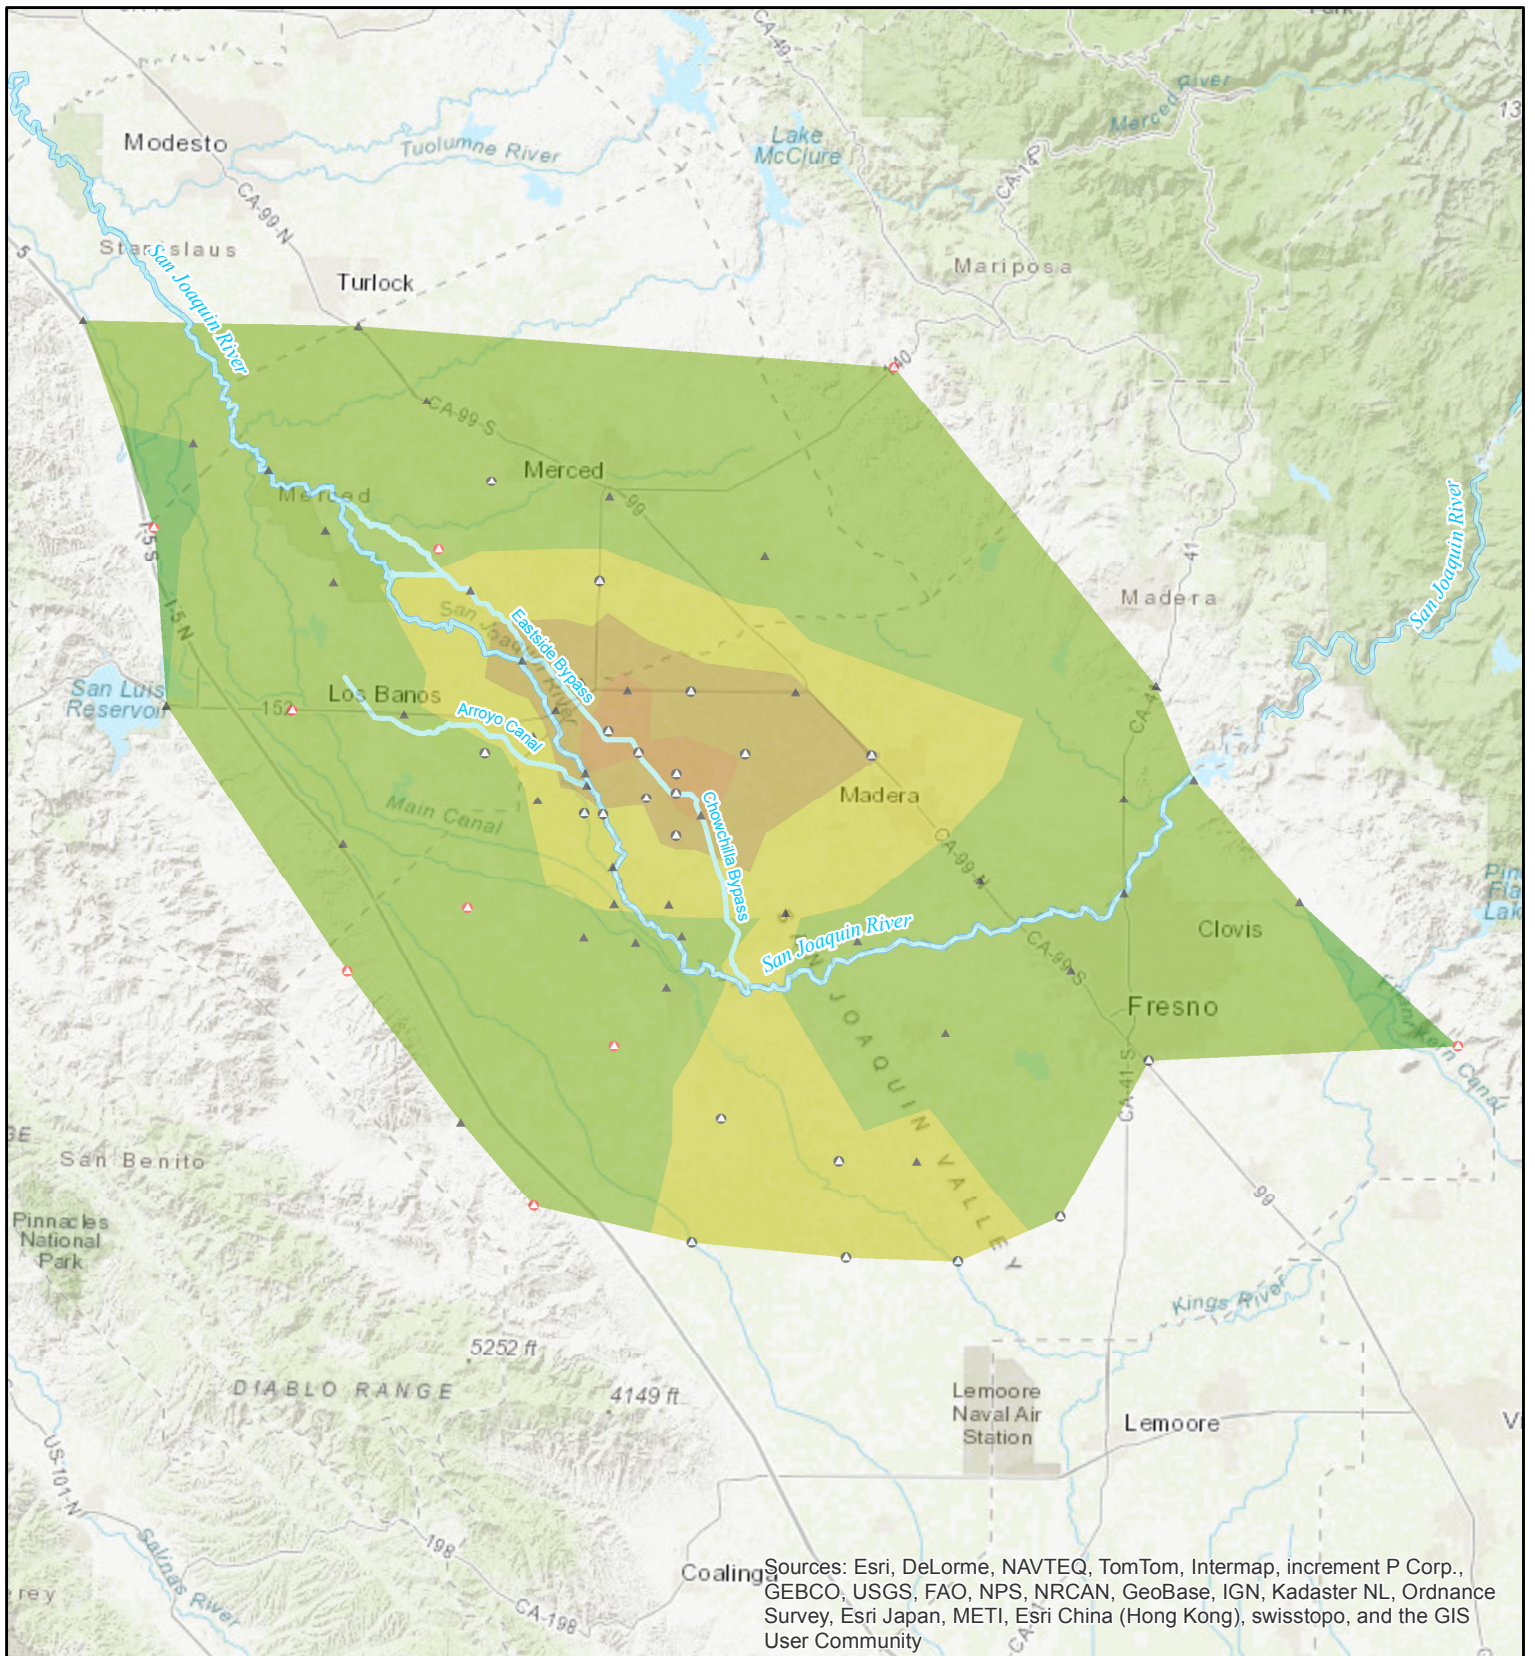 CA-49
Merced River
Modesto
Lake
McClure
CA-140
Tuolumne River
CA-99-N
Stanislaus
5
San Joaquin River
Turlock
Mariposa
140
CA-99-S
Merced
Merced
99
San Joaquin River
41
I-5 S
Madera
I-5 N
San Joaquin River
Eastside Bypass
San Luis
Reservoir
Los Banos
152
Arroyo Canal
CA-41
Main Canal
Chowchilla Bypass
Madera
CA-99-N
San Joaquin River
Clovis
CA-99-S
Fresno
SAN JOAQUIN VALLEY
Friant-Kern Canal
CA-41-S
San Benito
99
Pinnacles
National
Park
Kings River
5252 ft
DIABLO RANGE
4149 ft
Lemoore
Naval Air
Station
Lemoore
US-101-N
Salinas River
198
CA-198
Coalinga
Sources: Esri, DeLorme, NAVTEQ, TomTom, Intermap, increment P Corp.,
GEBCO, USGS, FAO, NPS, NRCAN, GeoBase, IGN, Kadaster NL, Ordnance
Survey, Esri Japan, METI, Esri China (Hong Kong), swisstopo, and the GIS
User Community